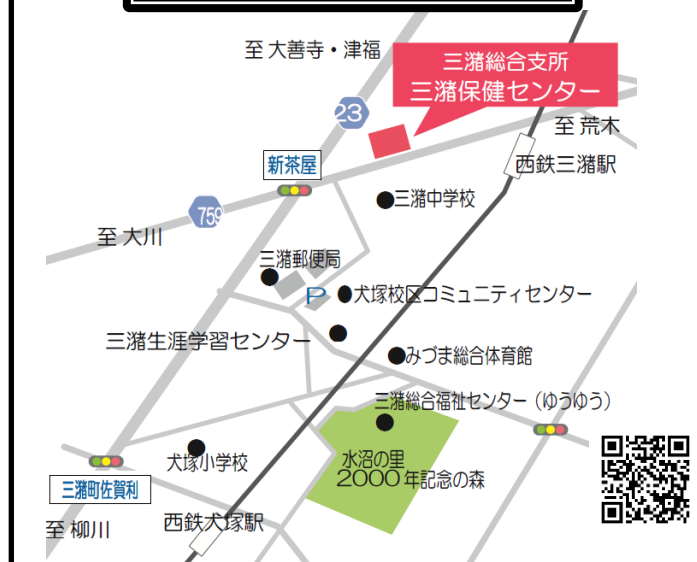 至 大善寺・津福
三潴総合支所
三潴保健センター
23
至 荒木
新茶屋
西鉄三潴駅
三潴中学校
759
至 大川
三潴郵便局
P
犬塚校区コミュニティセンター
三潴生涯学習センター
みづま総合体育館
三潴総合福祉センター（ゆうゆう）
犬塚小学校
水沼の里
2000年記念の森
三潴町佐賀利
至 柳川
西鉄犬塚駅